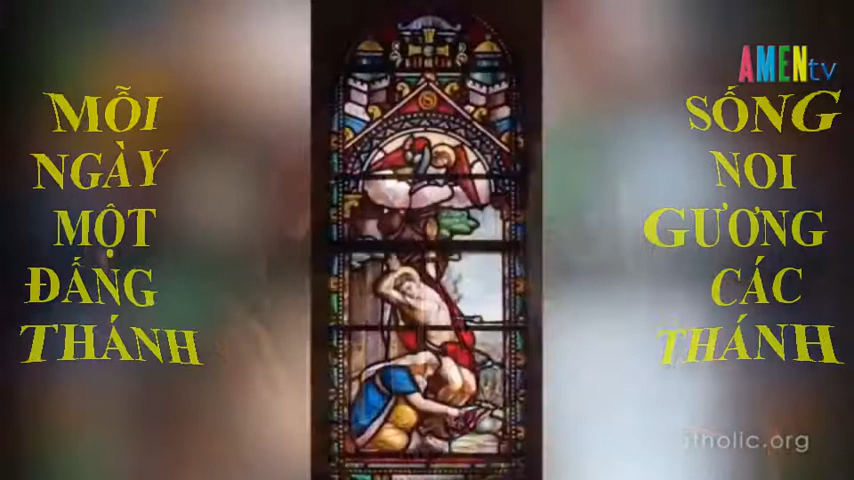 AMENtv
MỖI
NGÀY
MỘT
ĐẤNG
THÁNH
SỐNG
NOI
GƯƠNG
CÁC
THÁNH
tholic.org